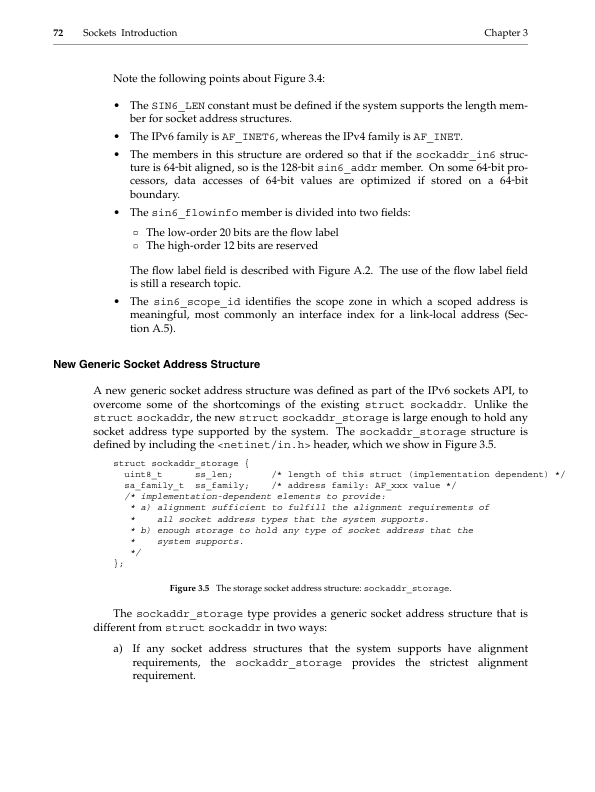 72 Sockets Introduction Chapter 3
Note the following points about Figure 3.4:
• The SIN6_LEN constant must be defined if the system supports the length mem-
ber for socket address structures.
• The IPv6 family is AF_INET6, whereas the IPv4 family is AF_INET.
• The members in this structure are ordered so that if the sockaddr_in6 struc-
ture is 64-bit aligned, so is the 128-bit sin6_addr member. On some 64-bit pro-
cessors, data accesses of 64-bit values are optimized if stored on a 64-bit
boundary.
• The sin6_flowinfo member is divided into two fields:
▫ The low-order 20 bits are the flow label
▫ The high-order 12 bits are reserved
The flow label field is described with Figure A.2. The use of the flow label field
is still a research topic.
• The sin6_scope_id identifies the scope zone in which a scoped address is
meaningful, most commonly an interface index for a link-local address (Sec-
tion A.5).
New Generic Socket Address Structure
A new generic socket address structure was defined as part of the IPv6 sockets API, to
overcome some of the shortcomings of the existing struct sockaddr. Unlike the
struct sockaddr, the new struct sockaddr_storage is large enough to hold any
socket address type supported by the system. The sockaddr_storage structure is
defined by including the <netinet/in.h> header, which we show in Figure 3.5.
struct sockaddr_storage {
uint8_t ss_len; /* length of this struct (implementation dependent) */
sa_family_t ss_family; /* address family: AF_xxx value */
/* implementation-dependent elements to provide:
* a) alignment sufficient to fulfill the alignment requirements of
* all socket address types that the system supports.
* b) enough storage to hold any type of socket address that the
* system supports.
*/
};
Figure 3.5 The storage socket address structure: sockaddr_storage.
The sockaddr_storage type provides a generic socket address structure that is
different from struct sockaddr in two ways:
a) If any socket address structures that the system supports have alignment
requirements, the sockaddr_storage provides the strictest alignment
requirement.